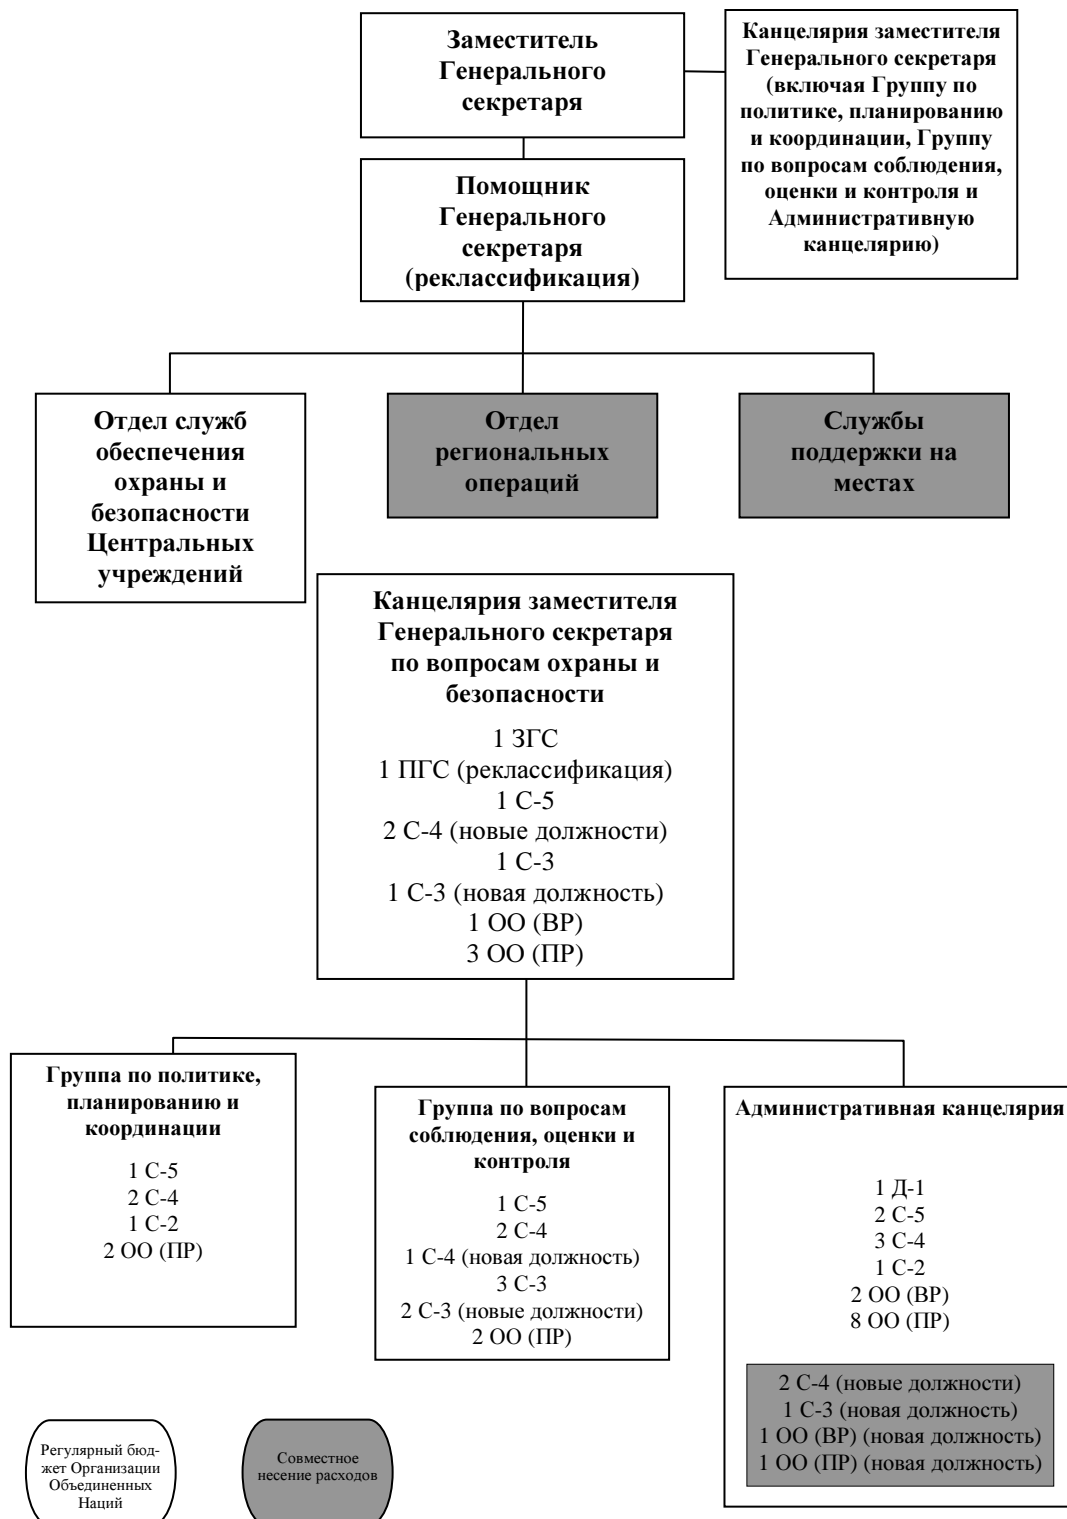 Заместитель
Генерального
секретаря
Канцелярия заместителя
Генерального секретаря
(включая Группу по
политике, планированию
и координации, Группу
по вопросам соблюдения,
оценки и контроля и
Административную
канцелярию)
Помощник
Генерального
секретаря
(реклассификация)
Отдел служб
обеспечения
охраны и
безопасности
Центральных
учреждений
Отдел
региональных
операций
Службы
поддержки на
местах
Канцелярия заместителя
Генерального секретаря
по вопросам охраны и
безопасности
1 ЗГС
1 ПГС (реклассификация)
1 С-5
2 С-4 (новые должности)
1 С-3
1 С-3 (новая должность)
1 ОО (ВР)
3 ОО (ПР)
Группа по политике,
планированию и
координации
1 С-5
2 С-4
1 С-2
2 ОО (ПР)
Группа по вопросам
соблюдения, оценки и
контроля
1 С-5
2 С-4
1 С-4 (новая должность)
3 С-3
2 С-3 (новые должности)
2 ОО (ПР)
Административная канцелярия
1 Д-1
2 С-5
3 С-4
1 С-2
2 ОО (ВР)
8 ОО (ПР)
2 С-4 (новые должности)
1 С-3 (новая должность)
1 ОО (ВР) (новая должность)
1 ОО (ПР) (новая должность)
Регулярный бюд-
жет Организации
Объединенных
Наций
Совместное
несение расходов